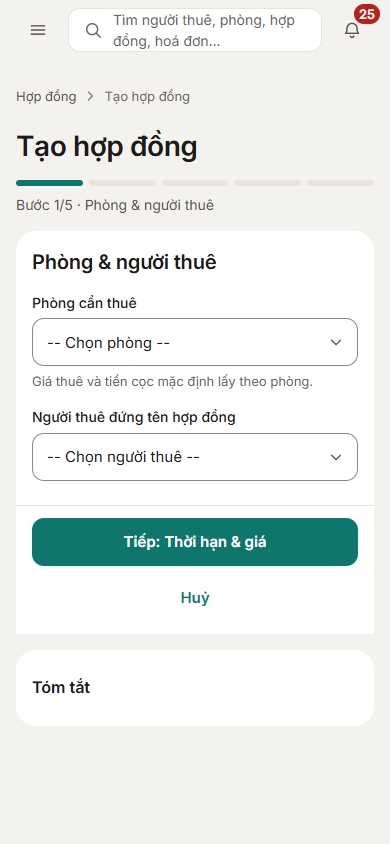 Tìm người thuê, phòng, hợp
đồng, hoá đơn...
25
Hợp đồng > Tạo hợp đồng
Tạo hợp đồng
Bước 1/5 · Phòng & người thuê
Phòng & người thuê
Phòng cần thuê
-- Chọn phòng --
Giá thuê và tiền cọc mặc định lấy theo phòng.
Người thuê đứng tên hợp đồng
-- Chọn người thuê --
Tiếp: Thời hạn & giá
Huỷ
Tóm tắt